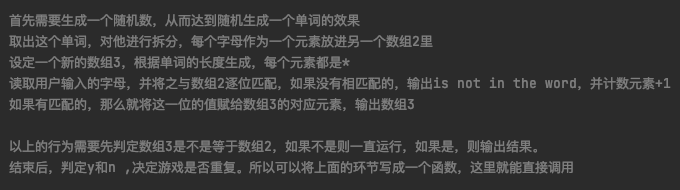 首先需要生成一个随机数，从而达到随机生成一个单词的效果
取出这个单词，对他进行拆分，每个字母作为一个元素放进另一个数组2里
设定一个新的数组3，根据单词的长度生成，每个元素都是*
读取用户输入的字母，并将之与数组2逐位匹配，如果没有相匹配的，输出is not in the word，并计数元素+1
如果有匹配的，那么就将这一位的值赋给数组3的对应元素，输出数组3
以上的行为需要先判定数组3是不是等于数组2，如果不是则一直运行，如果是，则输出结果。
结束后，判定y和n ,决定游戏是否重复。所以可以将上面的环节写成一个函数，这里就能直接调用